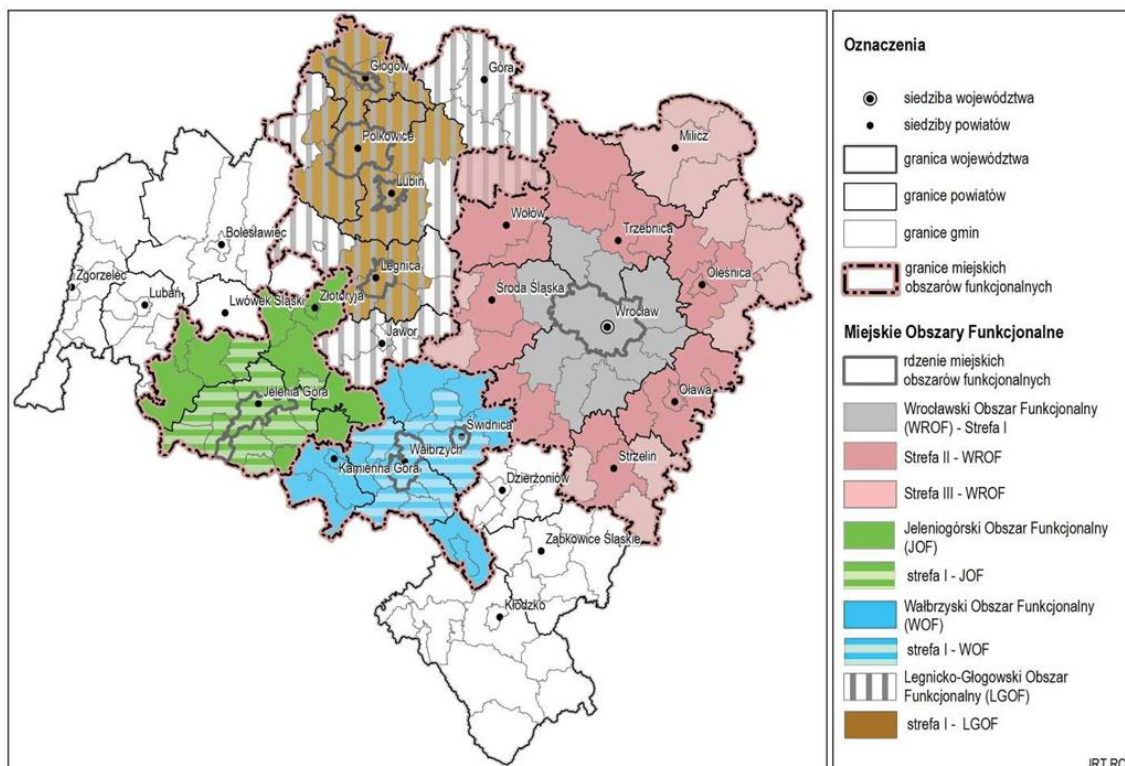 Głogów
Góra
Polkowice
Milicz
Lubin
Wołów
Trzebnica
Bolesławiec
Oleśnica
Zgorzelec
Legnica
Środa Śląska
Lubań
Lwówek Śląski
Złotoryja
Wrocław
Jawor
Jelenia Góra
Oława
Świdnica
Wałbrzych
Kamienna Góra
Strzelin
Dzierżoniów
Ząbkowice Śląskie
Kłodzko
Oznaczenia
siedziba województwa
siedziby powiatów
granica województwa
granice powiatów
granice gmin
granice miejskich
obszarów funkcjonalnych
Miejskie Obszary Funkcjonalne
rdzenie miejskich
obszarów funkcjonalnych
Wrocławski Obszar Funkcjonalny
(WROF) - Strefa I
Strefa II - WROF
Strefa III - WROF
Jeleniogórski Obszar Funkcjonalny
(JOF)
strefa I - JOF
Wałbrzyski Obszar Funkcjonalny
(WOF)
strefa I - WOF
Legnicko-Głogowski Obszar
Funkcjonalny (LGOF)
strefa I - LGOF